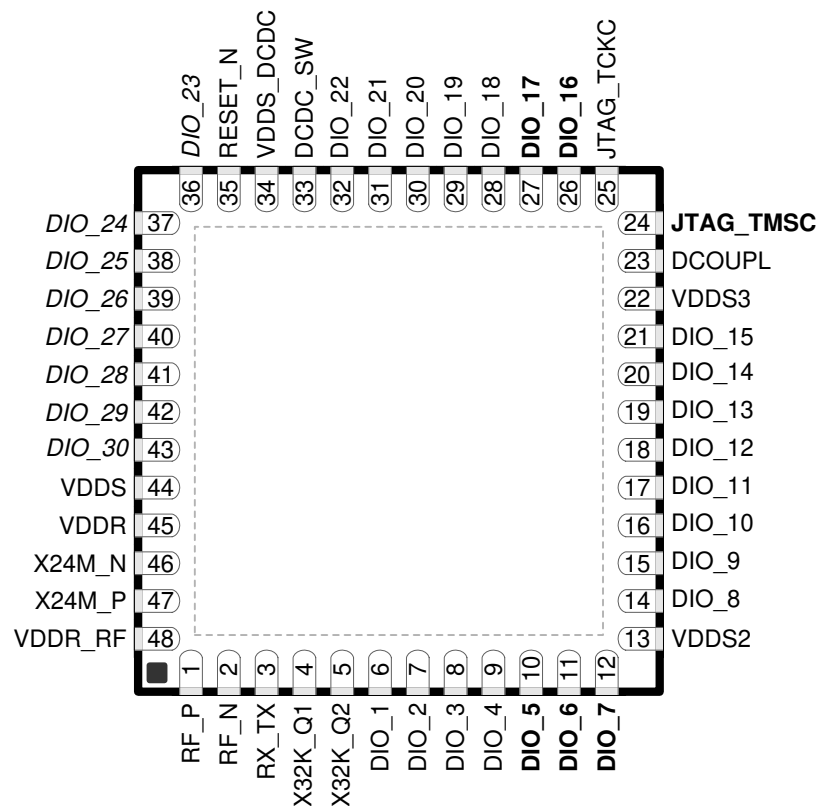 DIO_23
RESET_N
VDDS_DCDC
DCDC_SW
DIO_22
DIO_21
DIO_20
DIO_19
DIO_18
DIO_17
DIO_16
JTAG_TCKC
36
35
34
33
32
31
30
29
28
27
26
25
DIO_24 37
DIO_25 38
DIO_26 39
DIO_27 40
DIO_28 41
DIO_29 42
DIO_30 43
VDDS 44
VDDR 45
X24M_N 46
X24M_P 47
VDDR_RF 48
24 JTAG_TMSC
23 DCOUPL
22 VDDS3
21 DIO_15
20 DIO_14
19 DIO_13
18 DIO_12
17 DIO_11
16 DIO_10
15 DIO_9
14 DIO_8
13 VDDS2
1
2
3
4
5
6
7
8
9
10
11
12
RF_P
RF_N
RX_TX
X32K_Q1
X32K_Q2
DIO_1
DIO_2
DIO_3
DIO_4
DIO_5
DIO_6
DIO_7